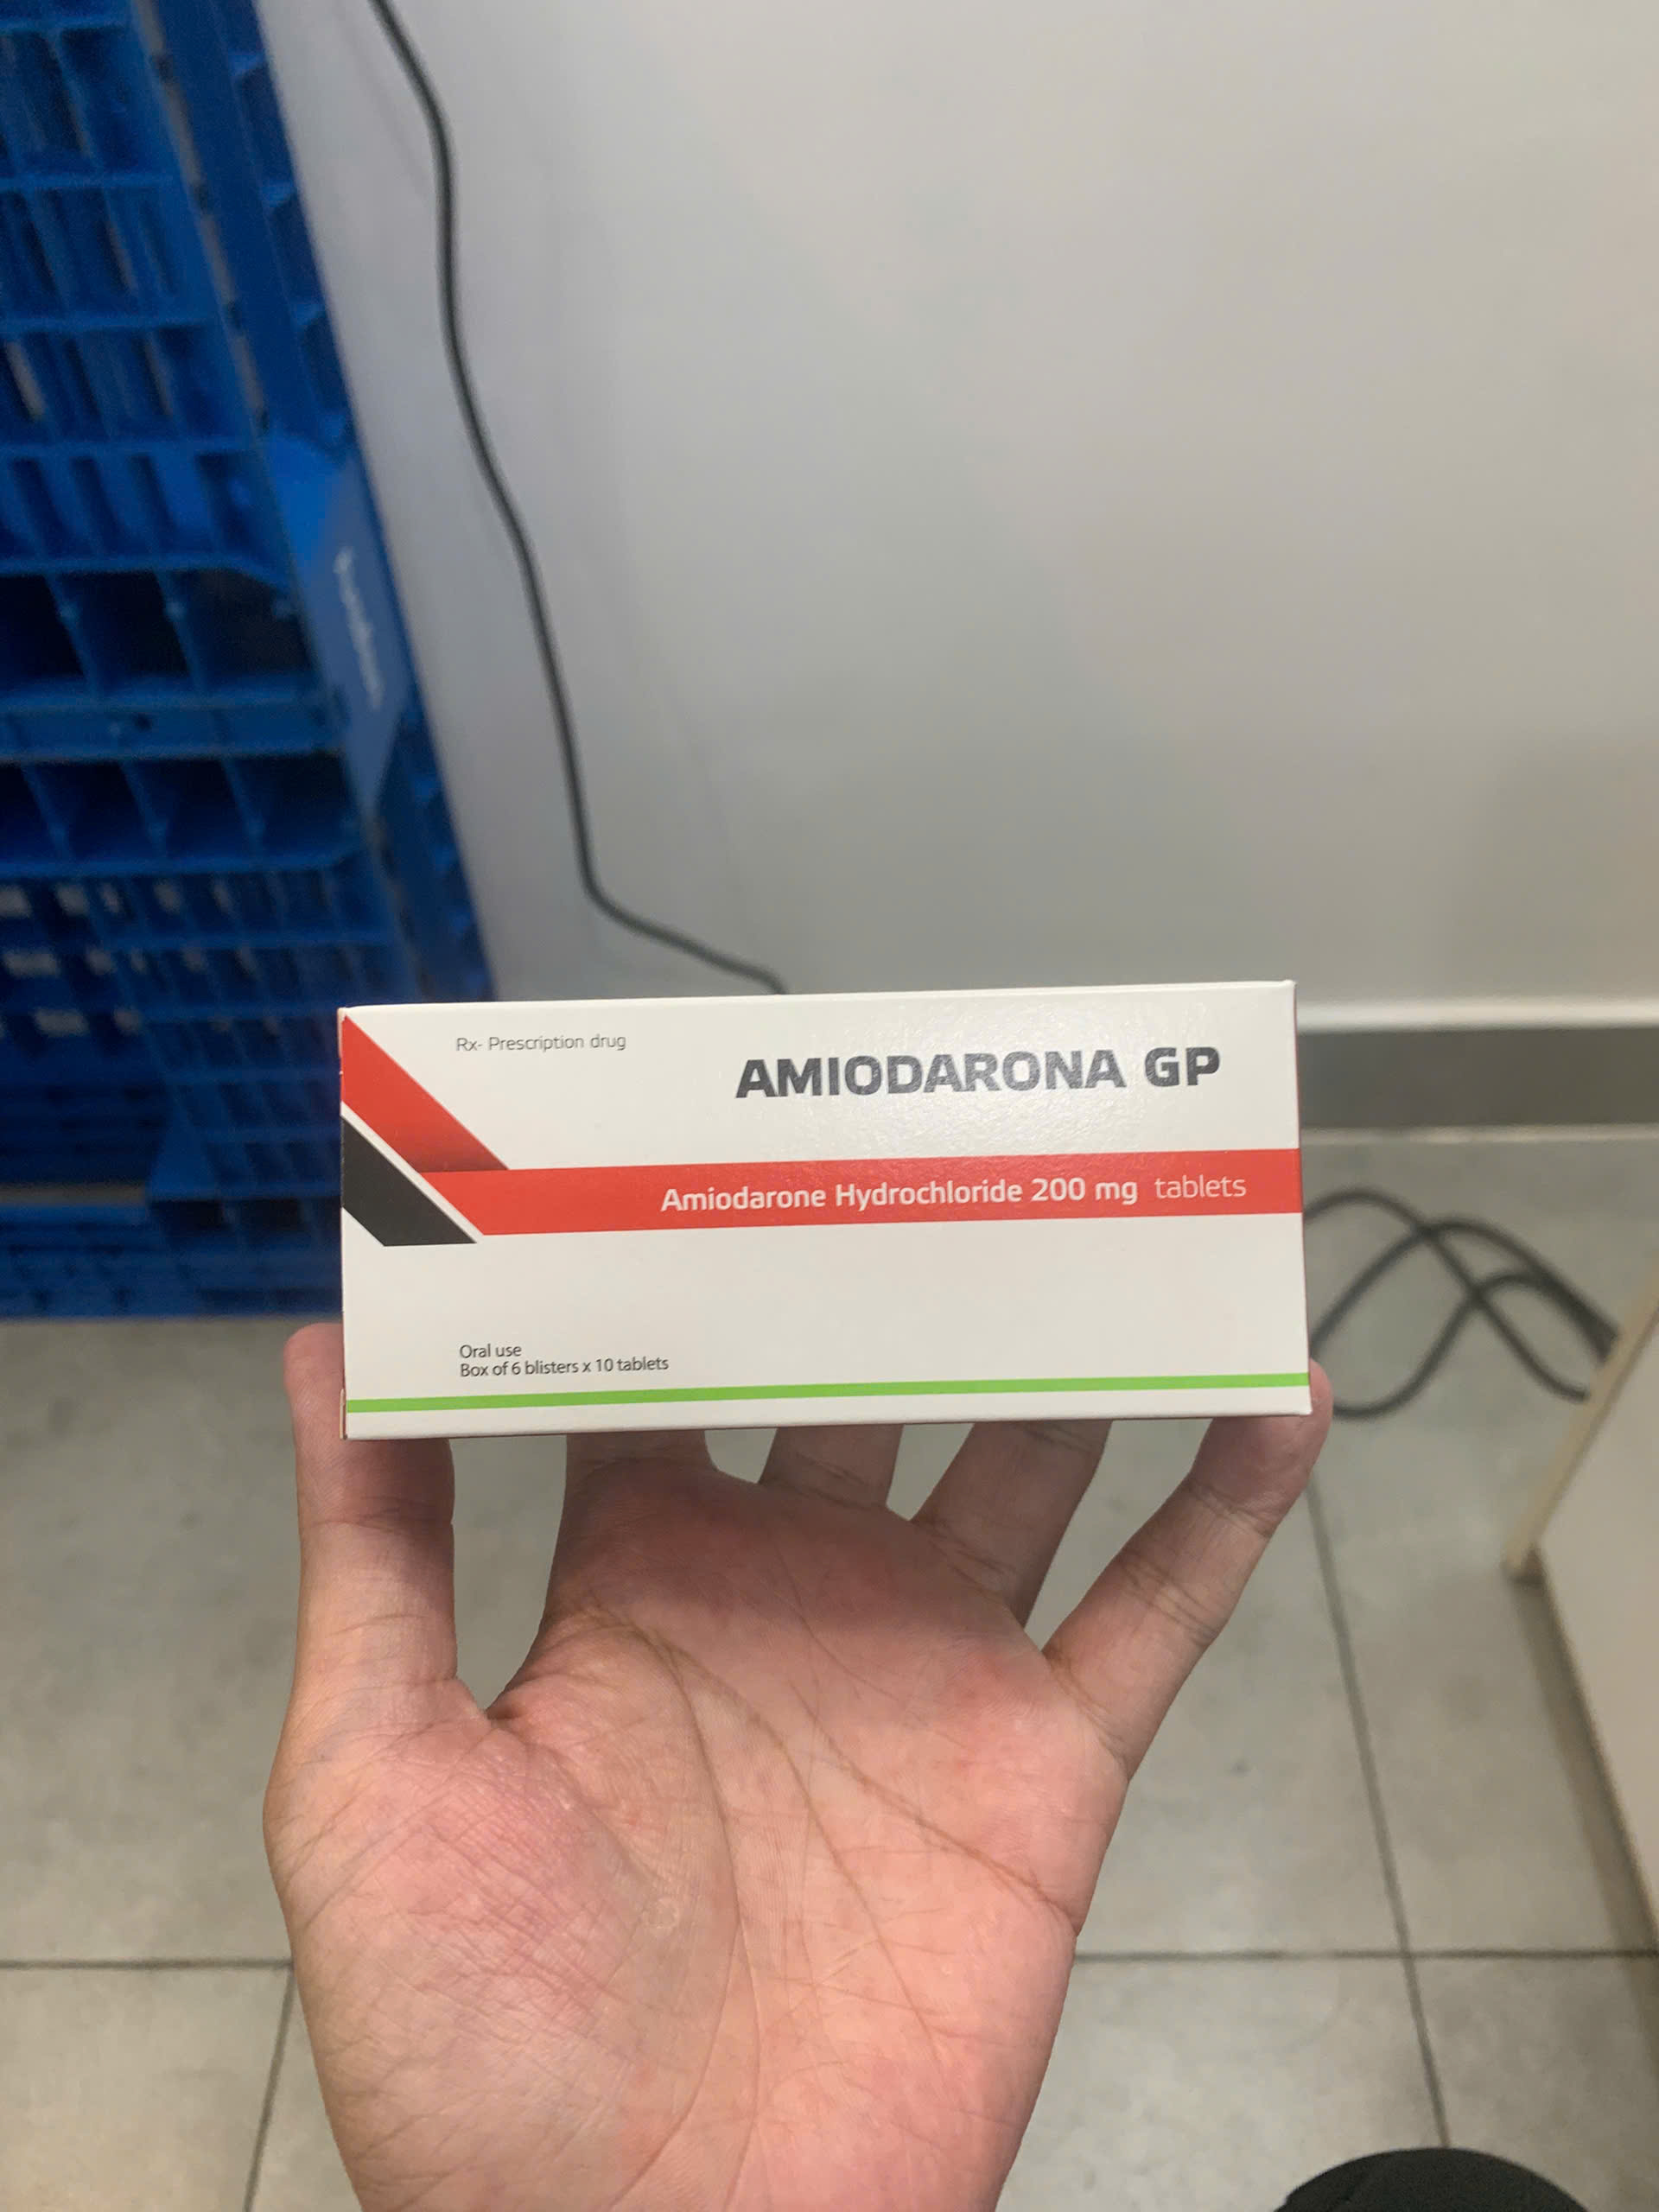 Rx- Prescription drug
AMIODARONA GP
Amiodarone Hydrochloride 200 mg tablets
Oral use
Box of 6 blisters x 10 tablets